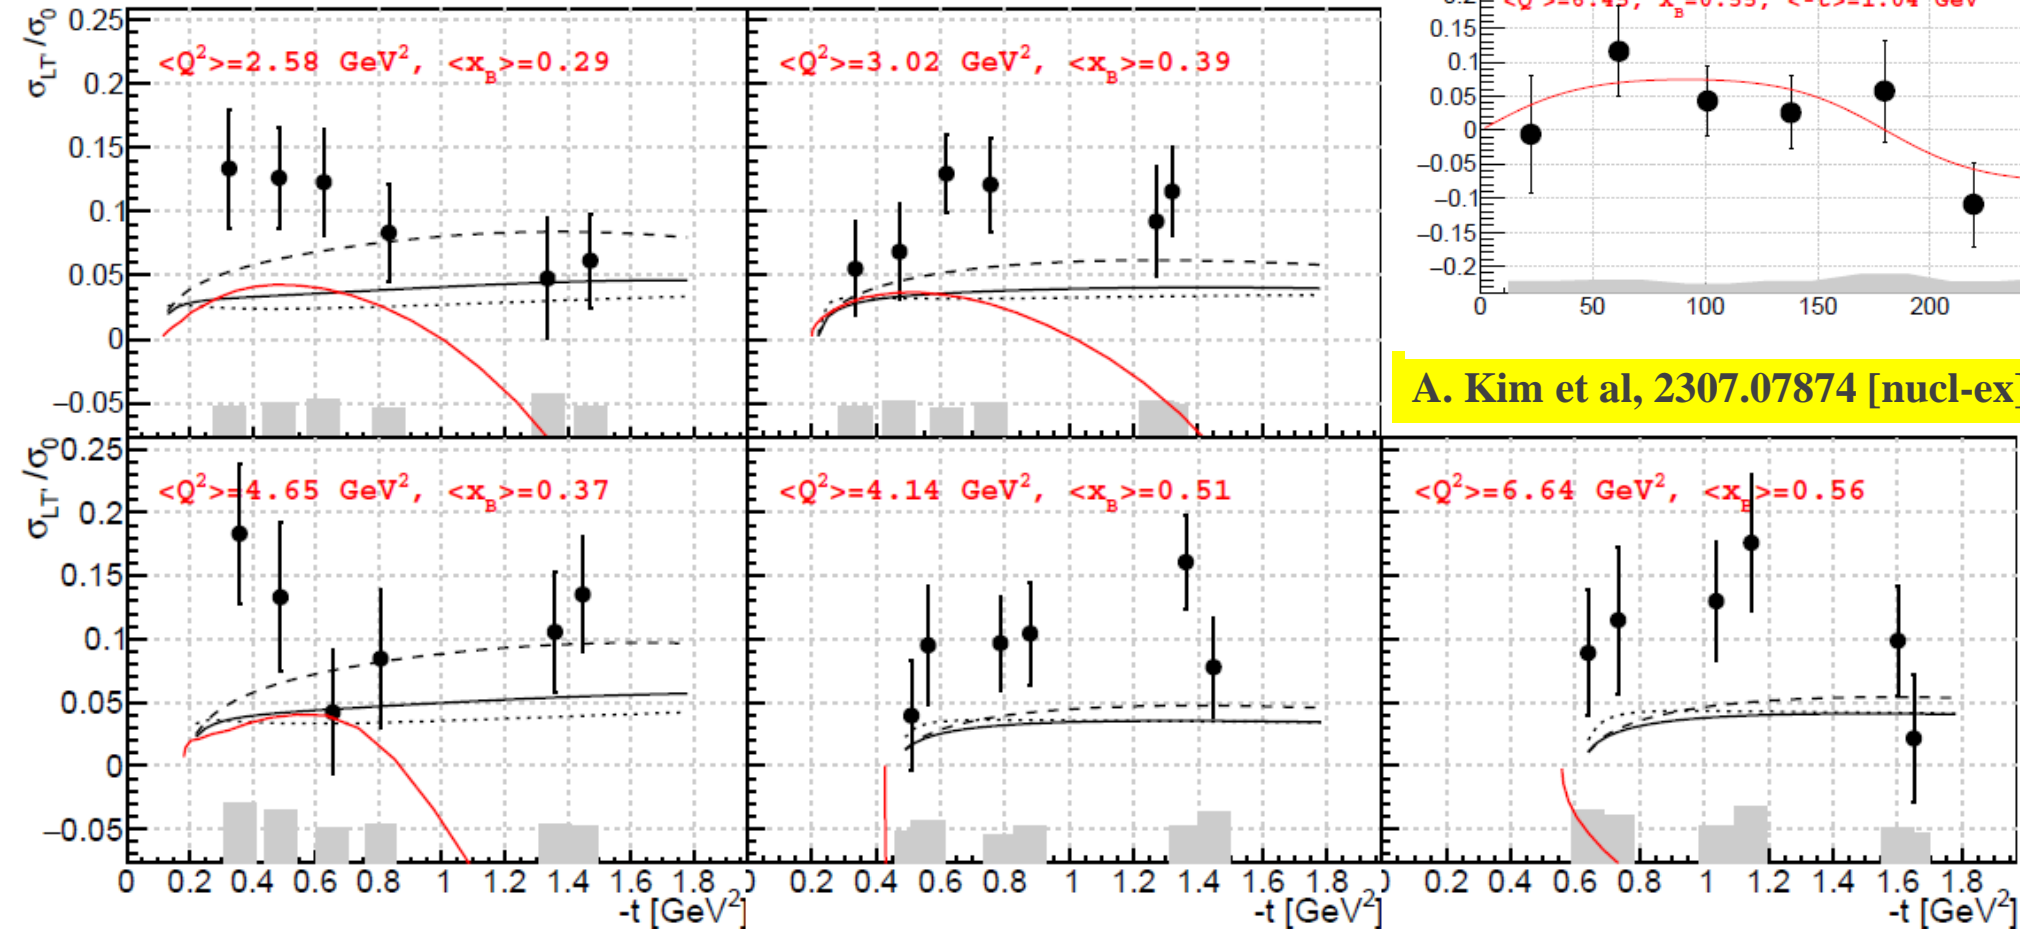 σLT' /σ0
0.25
0.2
0.15
0.1
0.05
0
−0.05
<Q²>=2.58 GeV², <xB>=0.29
<Q²>=3.02 GeV², <xB>=0.39
0.15
0.1
0.05
0
−0.05
−0.1
−0.15
−0.2
0 50 100 150 200
A. Kim et al, 2307.07874 [nucl-ex]
σLT' /σ0
0.25
0.2
0.15
0.1
0.05
0
−0.05
<Q²>=4.65 GeV², <xB>=0.37
<Q²>=4.14 GeV², <xB>=0.51
<Q²>=6.64 GeV², <xB>=0.56
0 0.2 0.4 0.6 0.8 1 1.2 1.4 1.6 1.8
0.2 0.4 0.6 0.8 1 1.2 1.4 1.6 1.8
0.2 0.4 0.6 0.8 1 1.2 1.4 1.6 1.8
-t [GeV²]
-t [GeV²]
-t [GeV²]